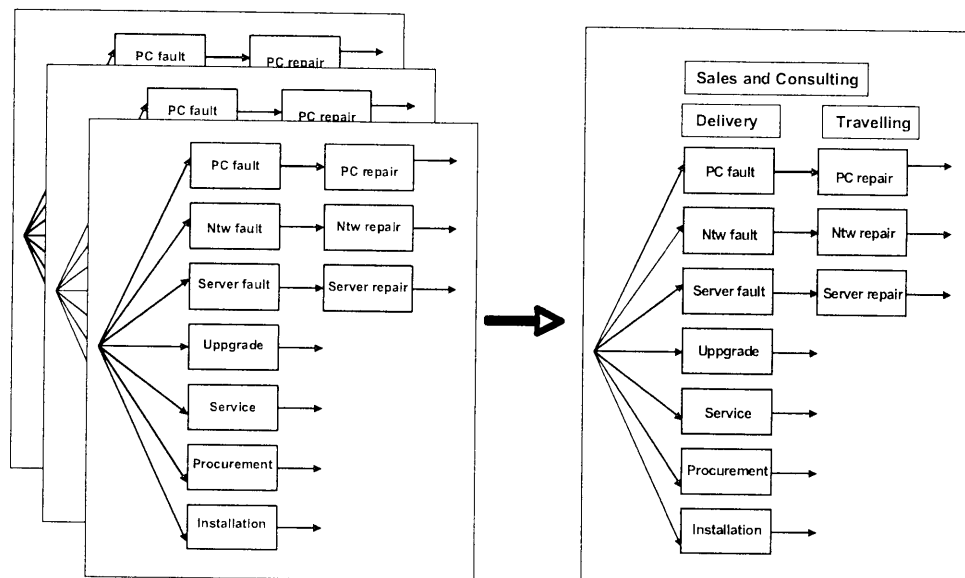 PC fault
PC repair
PC fault
PC repair
PC fault
PC repair
Ntw fault
Ntw repair
Server fault
Server repair
Uppgrade
Service
Procurement
Installation
Sales and Consulting
Delivery
Travelling
PC fault
PC repair
Ntw fault
Ntw repair
Server fault
Server repair
Uppgrade
Service
Procurement
Installation